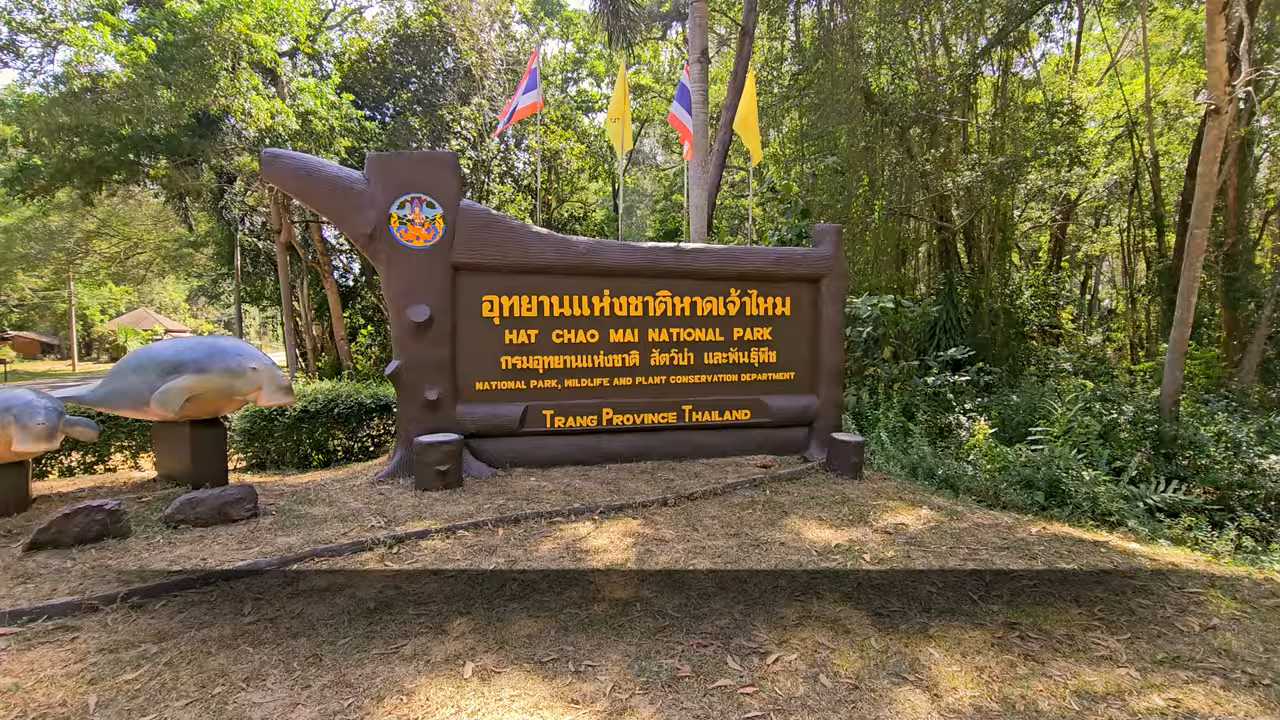 อุทยานแห่งชาติหาดเจ้าไหม
HAT CHAO MAI NATIONAL PARK
กรมอุทยานแห่งชาติ สัตว์ป่า และพันธุ์พืช
NATIONAL PARK, WILDLIFE AND PLANT CONSERVATION DEPARTMENT
TRANG PROVINCE THAILAND